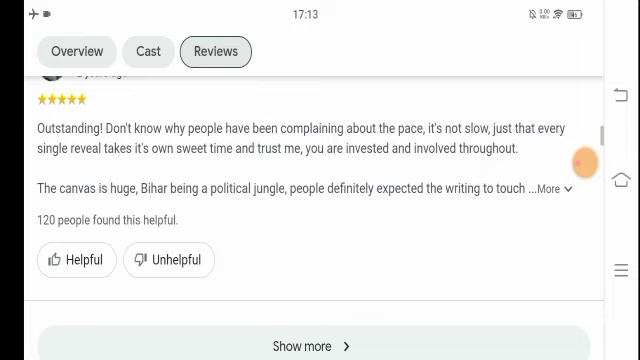 17:13
Overview Cast Reviews
Outstanding! Don't know why people have been complaining about the pace, it's not slow, just that every
single reveal takes it's own sweet time and trust me, you are invested and involved throughout.
The canvas is huge, Bihar being a political jungle, people definitely expected the writing to touch ...More
120 people found this helpful.
Helpful Unhelpful
Show more